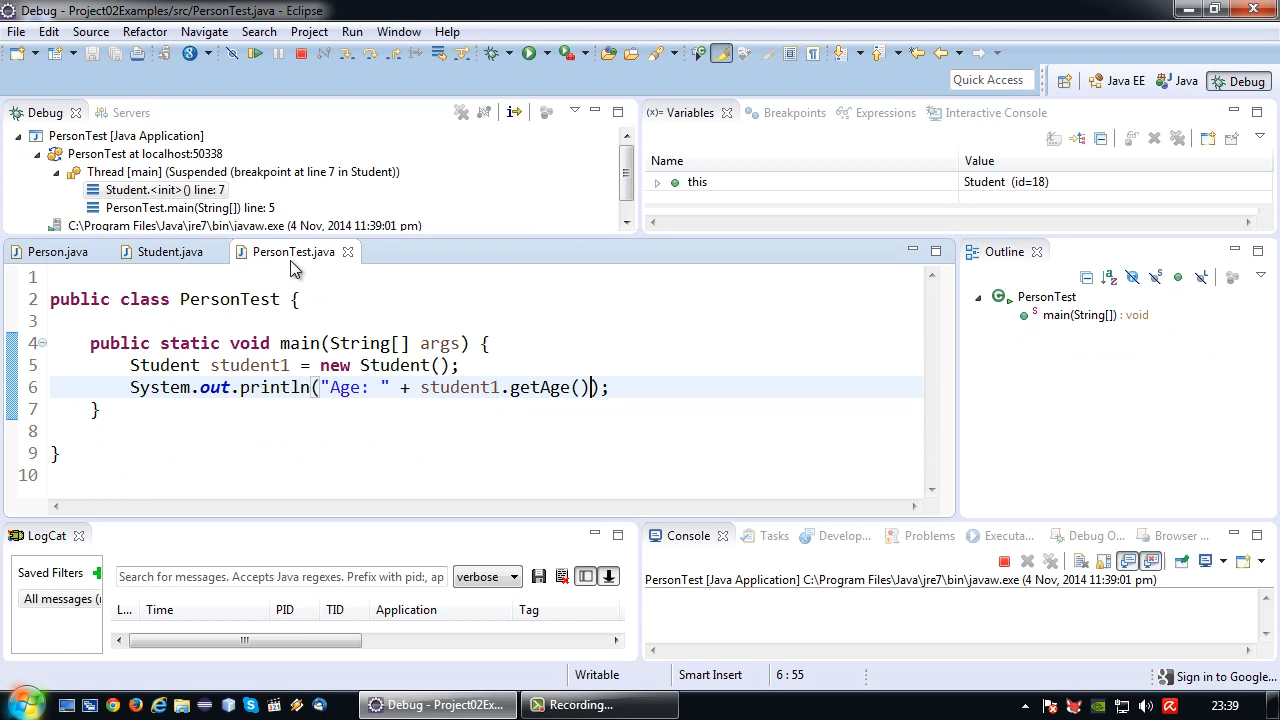 Debug - Project02Examples/src/PersonTest.java - Eclipse
File Edit Source Refactor Navigate Search Project Run Window Help
Quick Access Java EE Java Debug
Debug Servers
PersonTest [Java Application]
PersonTest at localhost:50338
Thread [main] (Suspended (breakpoint at line 7 in Student))
Student.<init>() line: 7
PersonTest.main(String[]) line: 5
C:\Program Files\Java\jre7\bin\javaw.exe (4 Nov, 2014 11:39:01 pm)
(x)= Variables Breakpoints Expressions Interactive Console
Name Value
this Student (id=18)
Person.java Student.java PersonTest.java
1
2 public class PersonTest {
3
4 public static void main(String[] args) {
5 Student student1 = new Student();
6 System.out.println("Age: " + student1.getAge());
7 }
8
9 }
10
Outline
PersonTest
main(String[]) : void
LogCat
Saved Filters
All messages (
Search for messages. Accepts Java regexes. Prefix with pid:, ap
verbose
L... Time PID TID Application Tag
Console Tasks Develop... Problems Executa... Debug O... Browser ...
PersonTest [Java Application] C:\Program Files\Java\jre7\bin\javaw.exe (4 Nov, 2014 11:39:01 pm)
Writable Smart Insert 6 : 55 Sign in to Google...
Debug - Project02Ex... Recording... 23:39